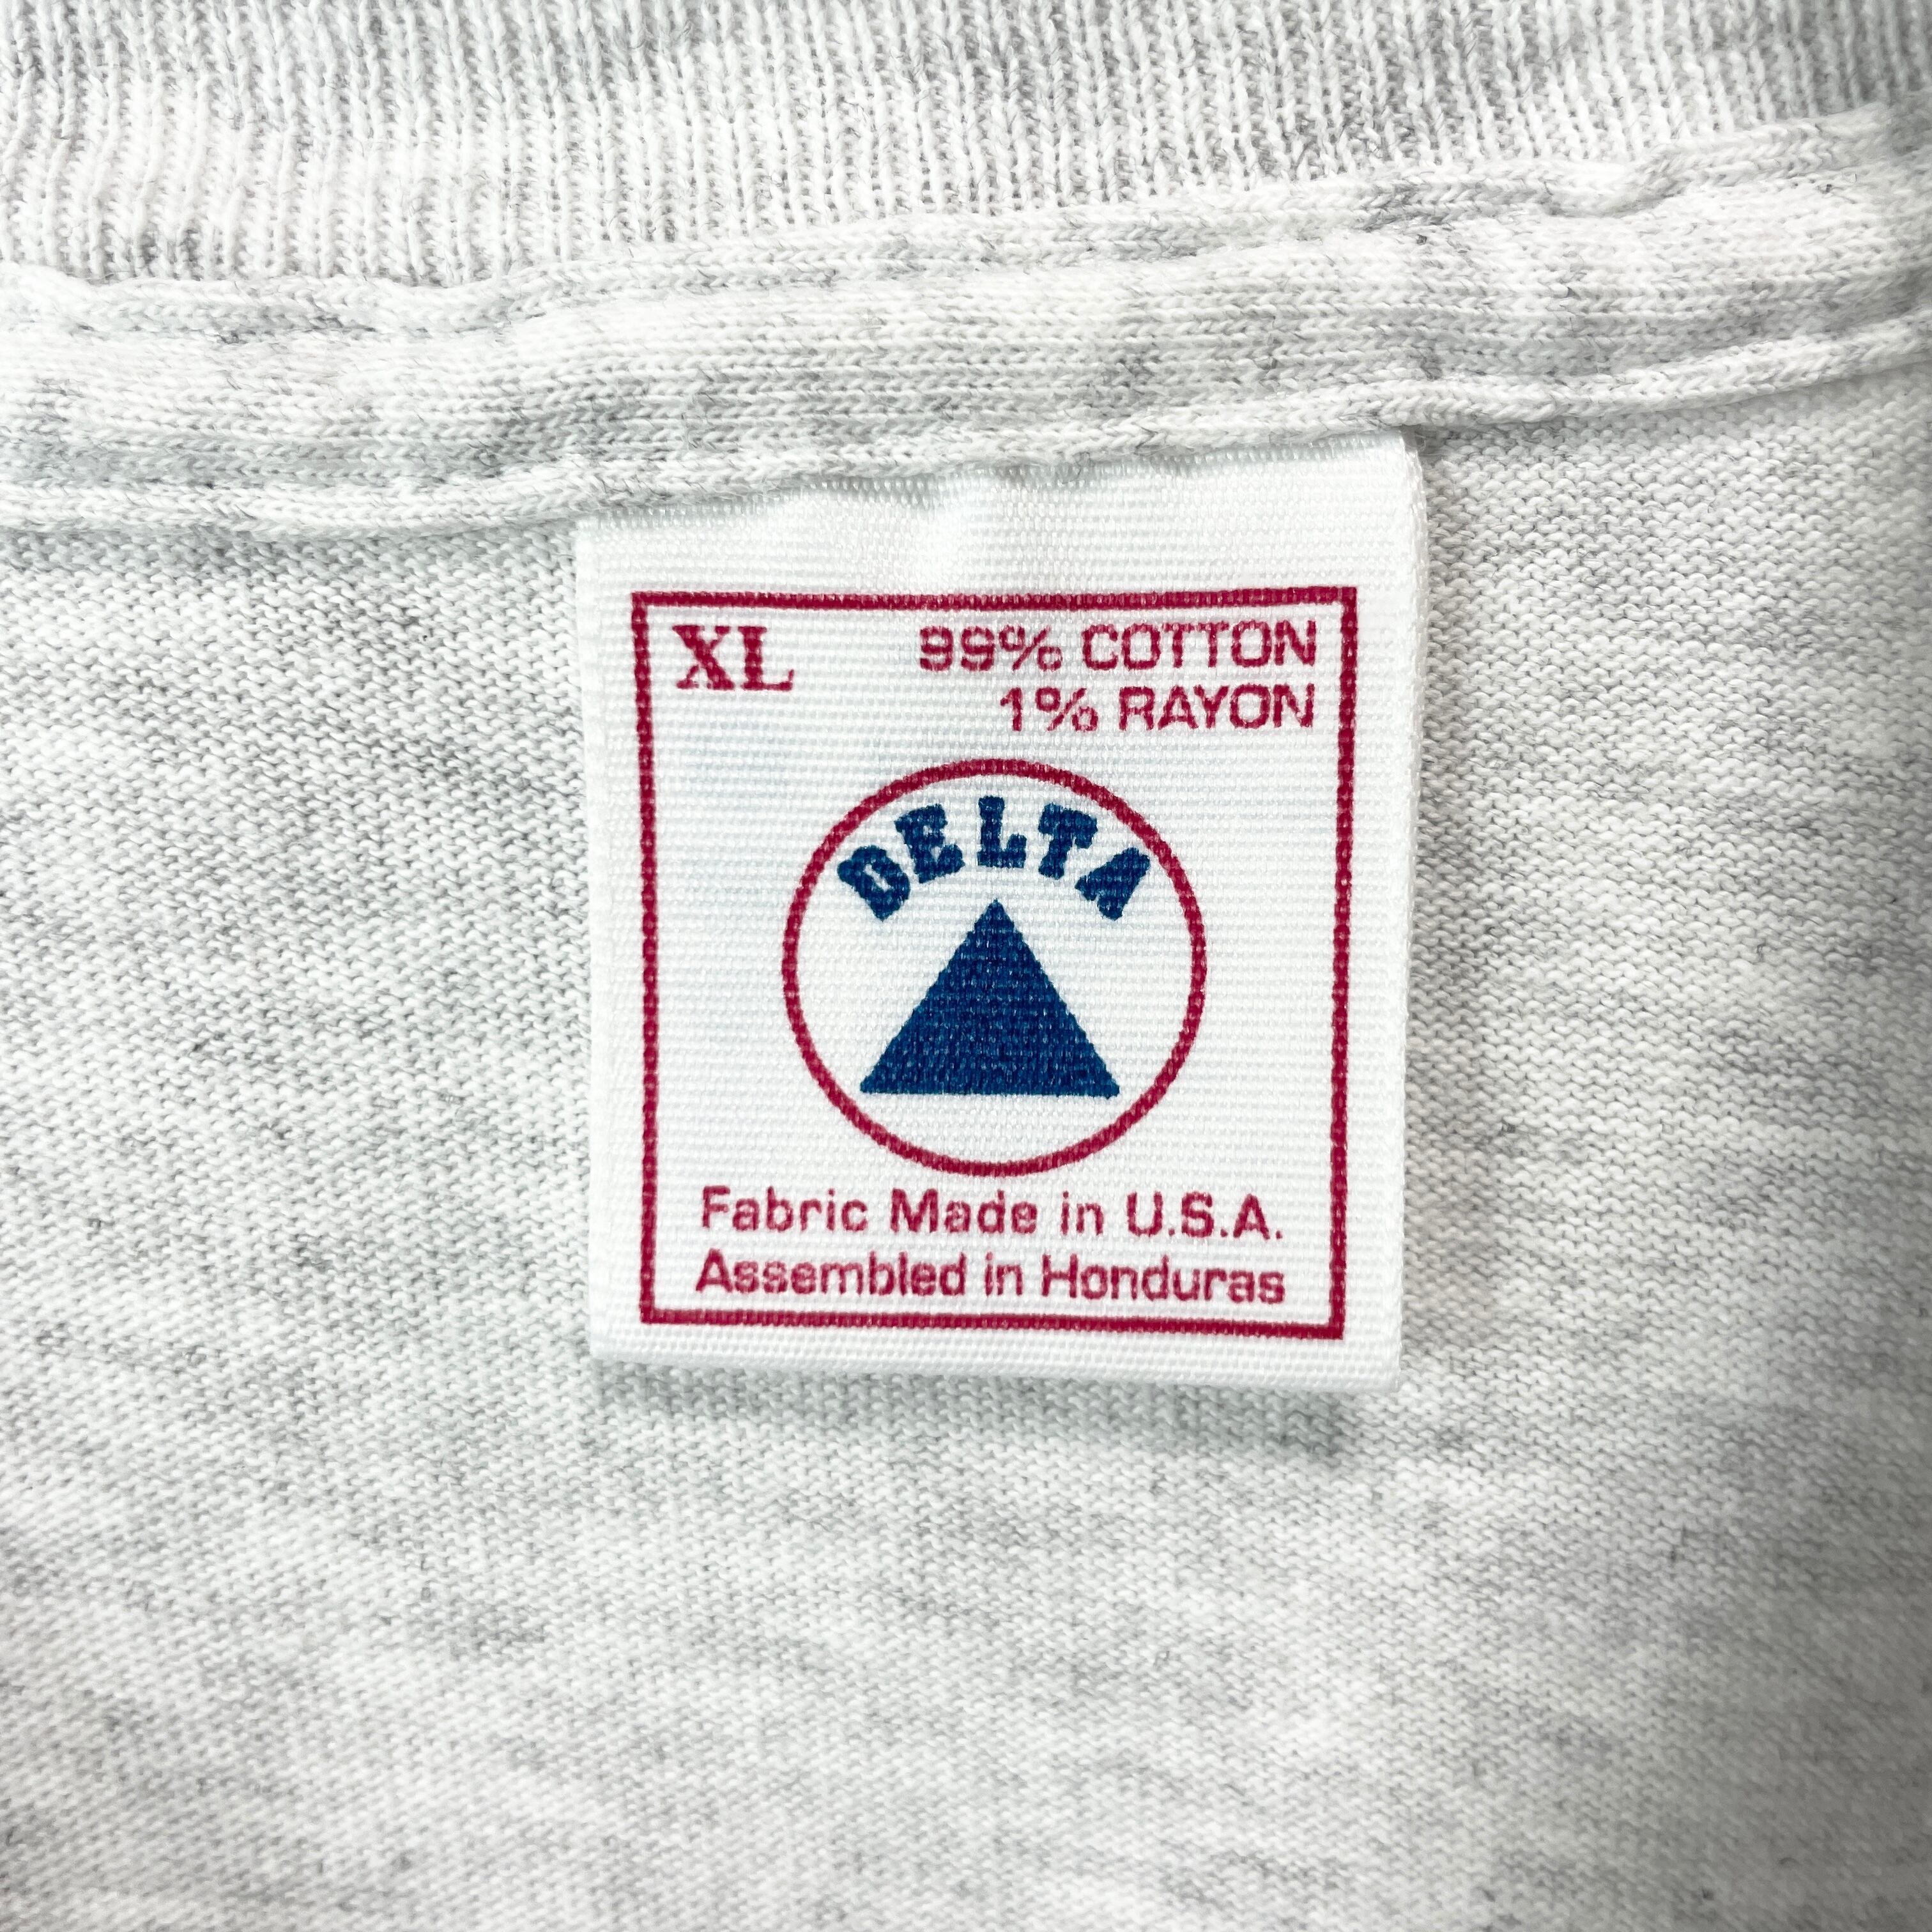 XL
99% COTTON
1% RAYON
DELTA
Fabric Made in U.S.A.
Assembled in Honduras